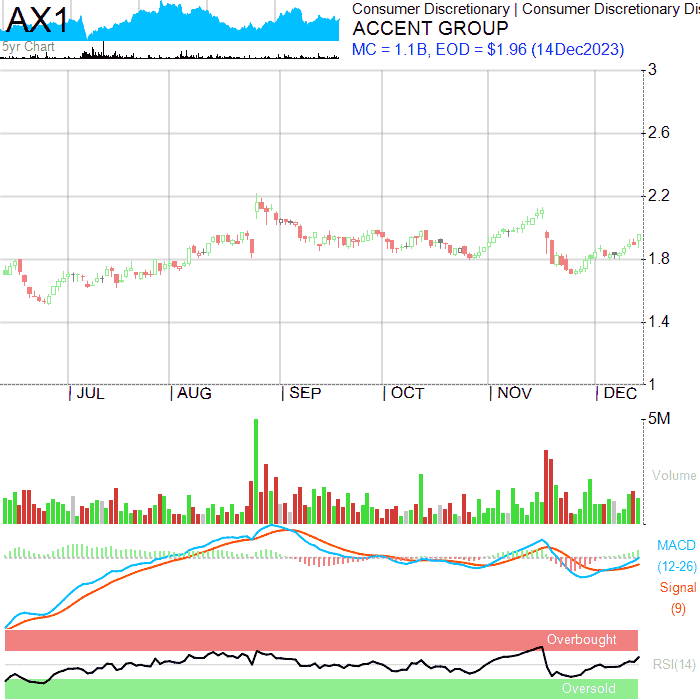 AX1
5yr Chart
Consumer Discretionary | Consumer Discretionary Dis
ACCENT GROUP
MC = 1.1B, EOD = $1.96 (14Dec2023)
3
2.6
2.2
1.8
1.4
1
JUL AUG SEP OCT NOV DEC
5M
Volume
MACD
(12-26)
Signal
(9)
Overbought
RSI(14)
Oversold